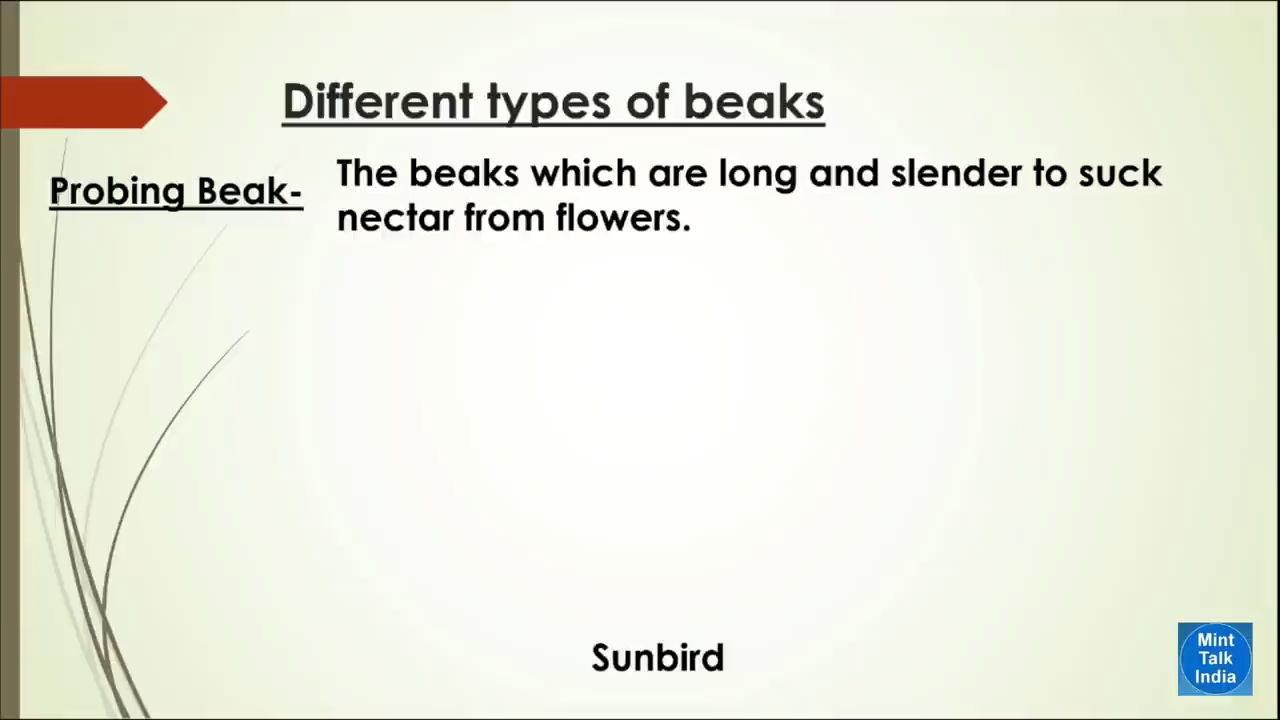 Different types of beaks
Probing Beak-
The beaks which are long and slender to suck
nectar from flowers.
Sunbird
Mint
Talk
India